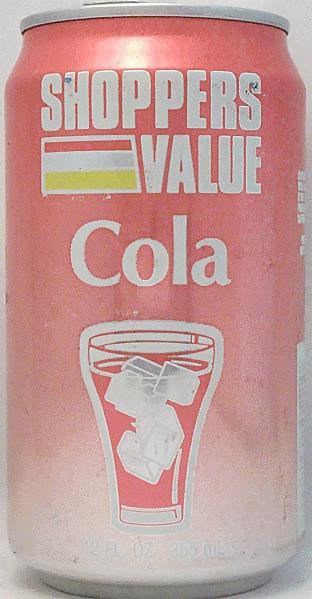 SHOPPERS
VALUE
Cola
12 FL. OZ. 355 mL